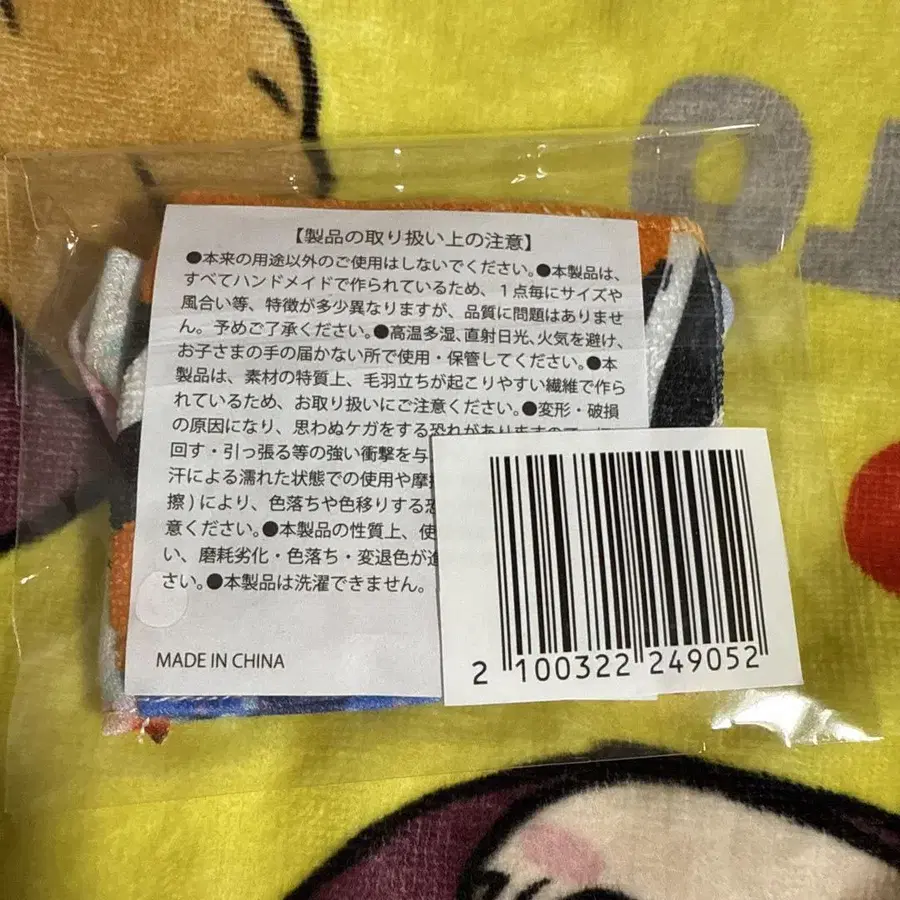 【製品の取り扱い上の注意】
●本来の用途以外のご使用はしないでください。●本製品は、
すべてハンドメイドで作られているため、1点毎にサイズや
風合い等、特徴が多少異なりますが、品質に問題はありませ
ん。予めご了承ください。●高温多湿、直射日光、火気を避け、
お子さまの手の届かない所で使用・保管してください。●本
製品は、素材の特質上、毛羽立ちが起こりやすい繊維で作ら
れているため、お取り扱いにご注意ください。●変形・破損
の原因になり、思わぬケガをする恐れがありますので
回す・引っ張る等の強い衝撃を与
汗による濡れた状態での使用や摩
擦)により、色落ちや色移りする恐
意ください。●本製品の性質上、使
い、磨耗劣化・色落ち・変退色が進
さい。●本製品は洗濯できません。
MADE IN CHINA
2 100322 249052
TO